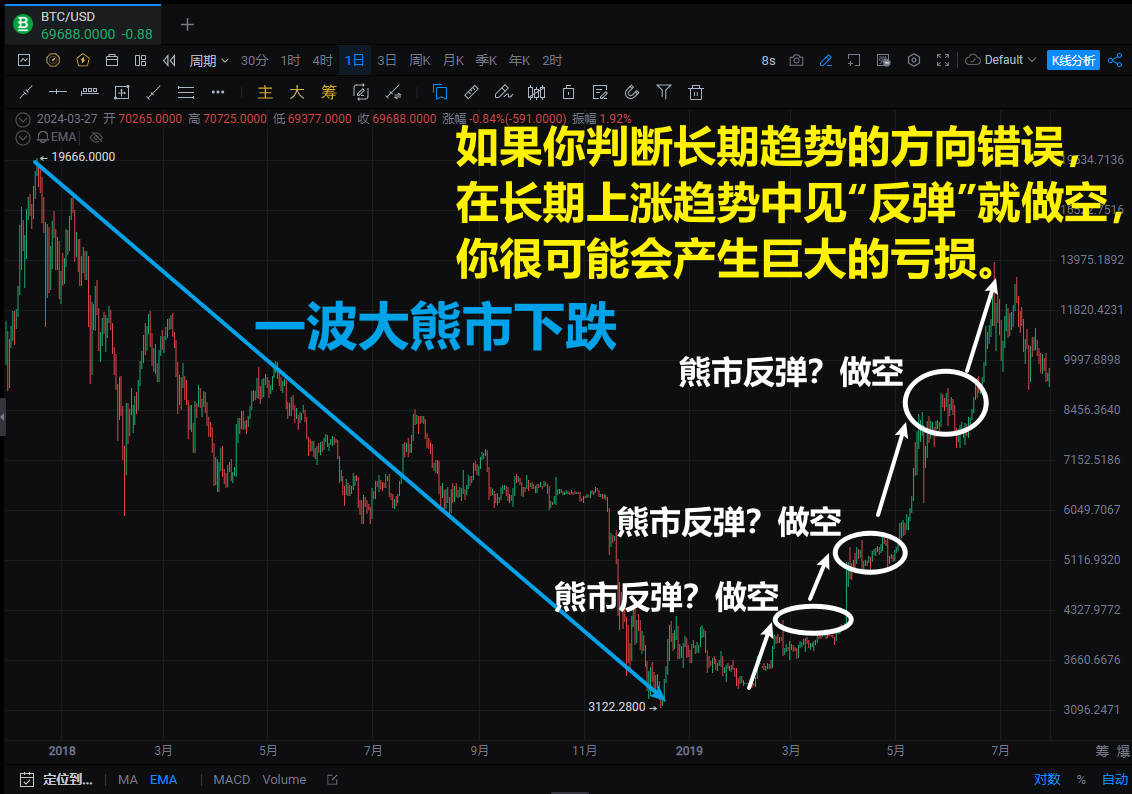 BTC/USD
69688.0000 -0.88
周期 30分 1时 4时 1日 3日 周K 月K 季K 年K 2时 8s Default K线分析
主 大 筹
2024-03-27 开 70265.0000 高 70725.0000 低 69377.0000 收 69688.0000 涨幅 -0.84%(-591.0000) 振幅 1.92%
EMA
如果你判断长期趋势的方向错误,
在长期上涨趋势中见“反弹”就做空,
你很可能会产生巨大的亏损。
19666.0000
一波大熊市下跌
熊市反弹？做空
熊市反弹？做空
熊市反弹？做空
3122.2800
13975.1892
11820.4231
9997.8898
8456.3640
7152.5186
6049.7067
5116.9320
4327.9772
3660.6676
3096.2471
2018 3月 5月 7月 9月 11月 2019 3月 5月 7月 筹 爆
定位到... MA EMA MACD Volume 对数 % 自动